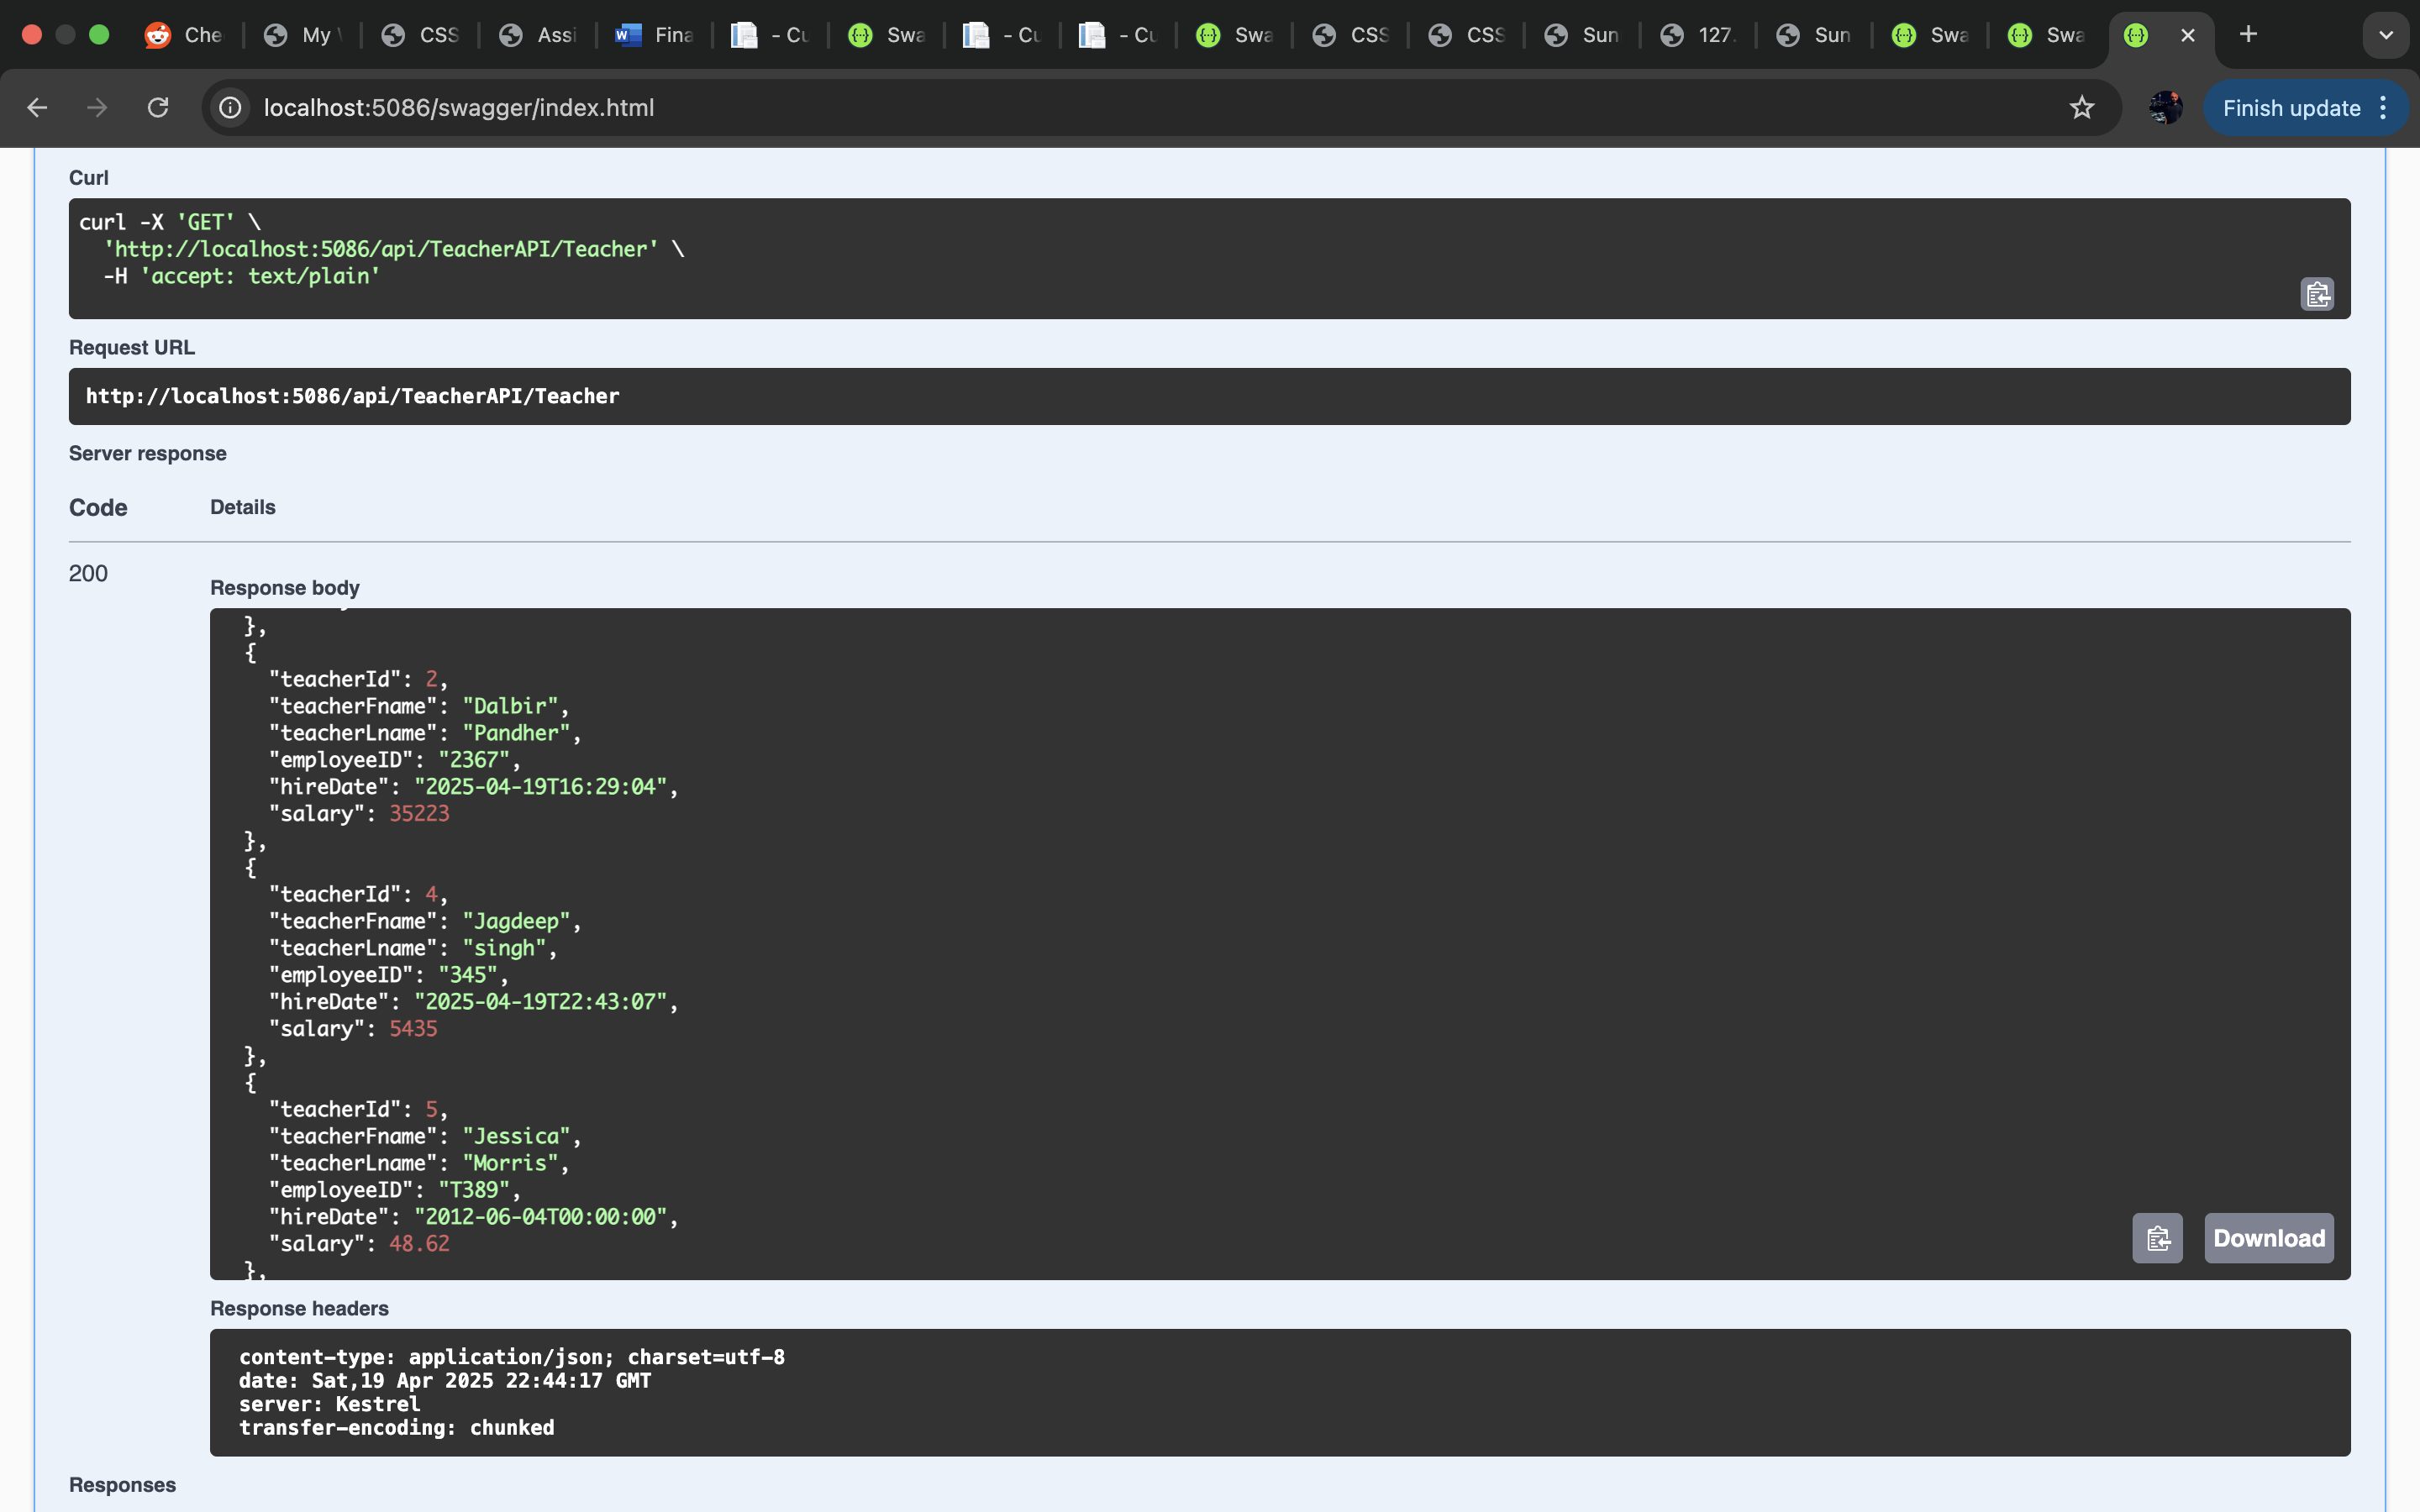 Che
My
CSS
Assi
Fina
- Cu
Swa
- Cu
- Cu
Swa
CSS
CSS
Sun
127.
Sun
Swa
Swa
localhost:5086/swagger/index.html
Finish update
Curl
curl -X 'GET' \
'http://localhost:5086/api/TeacherAPI/Teacher' \
-H 'accept: text/plain'
Request URL
http://localhost:5086/api/TeacherAPI/Teacher
Server response
Code Details
200
Response body
},
{
"teacherId": 2,
"teacherFname": "Dalbir",
"teacherLname": "Pandher",
"employeeID": "2367",
"hireDate": "2025-04-19T16:29:04",
"salary": 35223
},
{
"teacherId": 4,
"teacherFname": "Jagdeep",
"teacherLname": "singh",
"employeeID": "345",
"hireDate": "2025-04-19T22:43:07",
"salary": 5435
},
{
"teacherId": 5,
"teacherFname": "Jessica",
"teacherLname": "Morris",
"employeeID": "T389",
"hireDate": "2012-06-04T00:00:00",
"salary": 48.62
},
Download
Response headers
content-type: application/json; charset=utf-8
date: Sat,19 Apr 2025 22:44:17 GMT
server: Kestrel
transfer-encoding: chunked
Responses